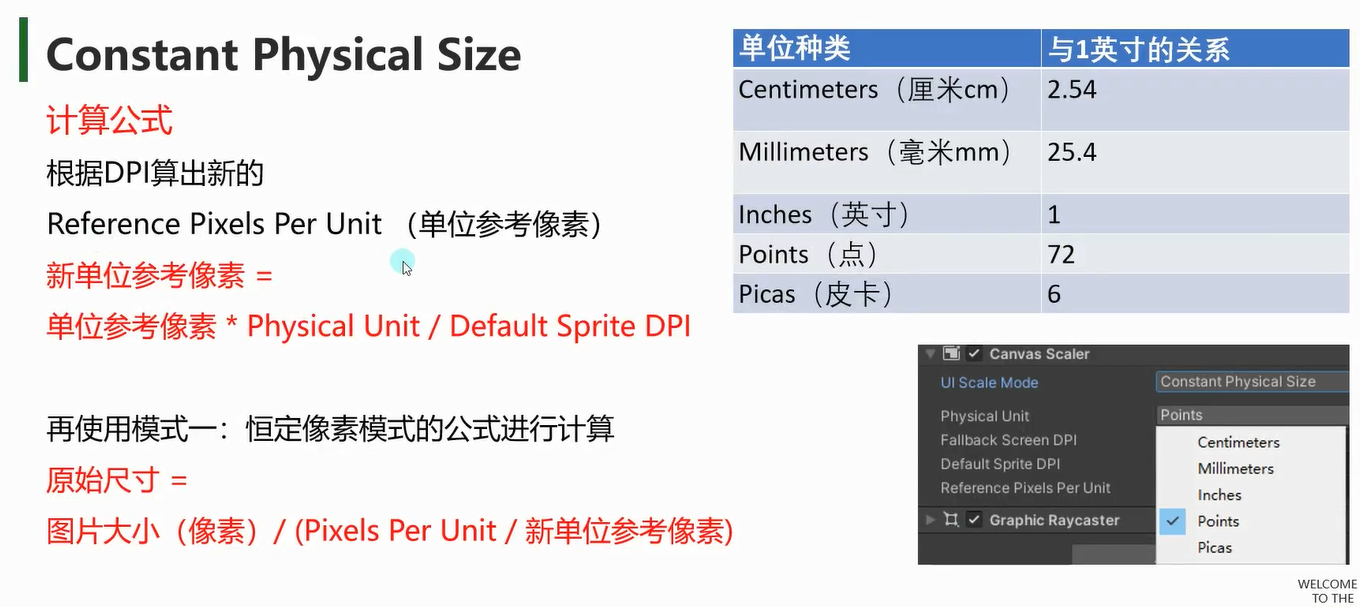 Constant Physical Size
计算公式
根据DPI算出新的
Reference Pixels Per Unit （单位参考像素）
新单位参考像素 =
单位参考像素 * Physical Unit / Default Sprite DPI
再使用模式一：恒定像素模式的公式进行计算
原始尺寸 =
图片大小（像素）/ (Pixels Per Unit / 新单位参考像素)
单位种类 与1英寸的关系
Centimeters（厘米cm） 2.54
Millimeters（毫米mm） 25.4
Inches（英寸） 1
Points（点） 72
Picas（皮卡） 6
Canvas Scaler
UI Scale Mode Constant Physical Size
Physical Unit Points
Fallback Screen DPI
Default Sprite DPI
Reference Pixels Per Unit
Graphic Raycaster
Centimeters
Millimeters
Inches
Points
Picas
WELCOME
TO THE